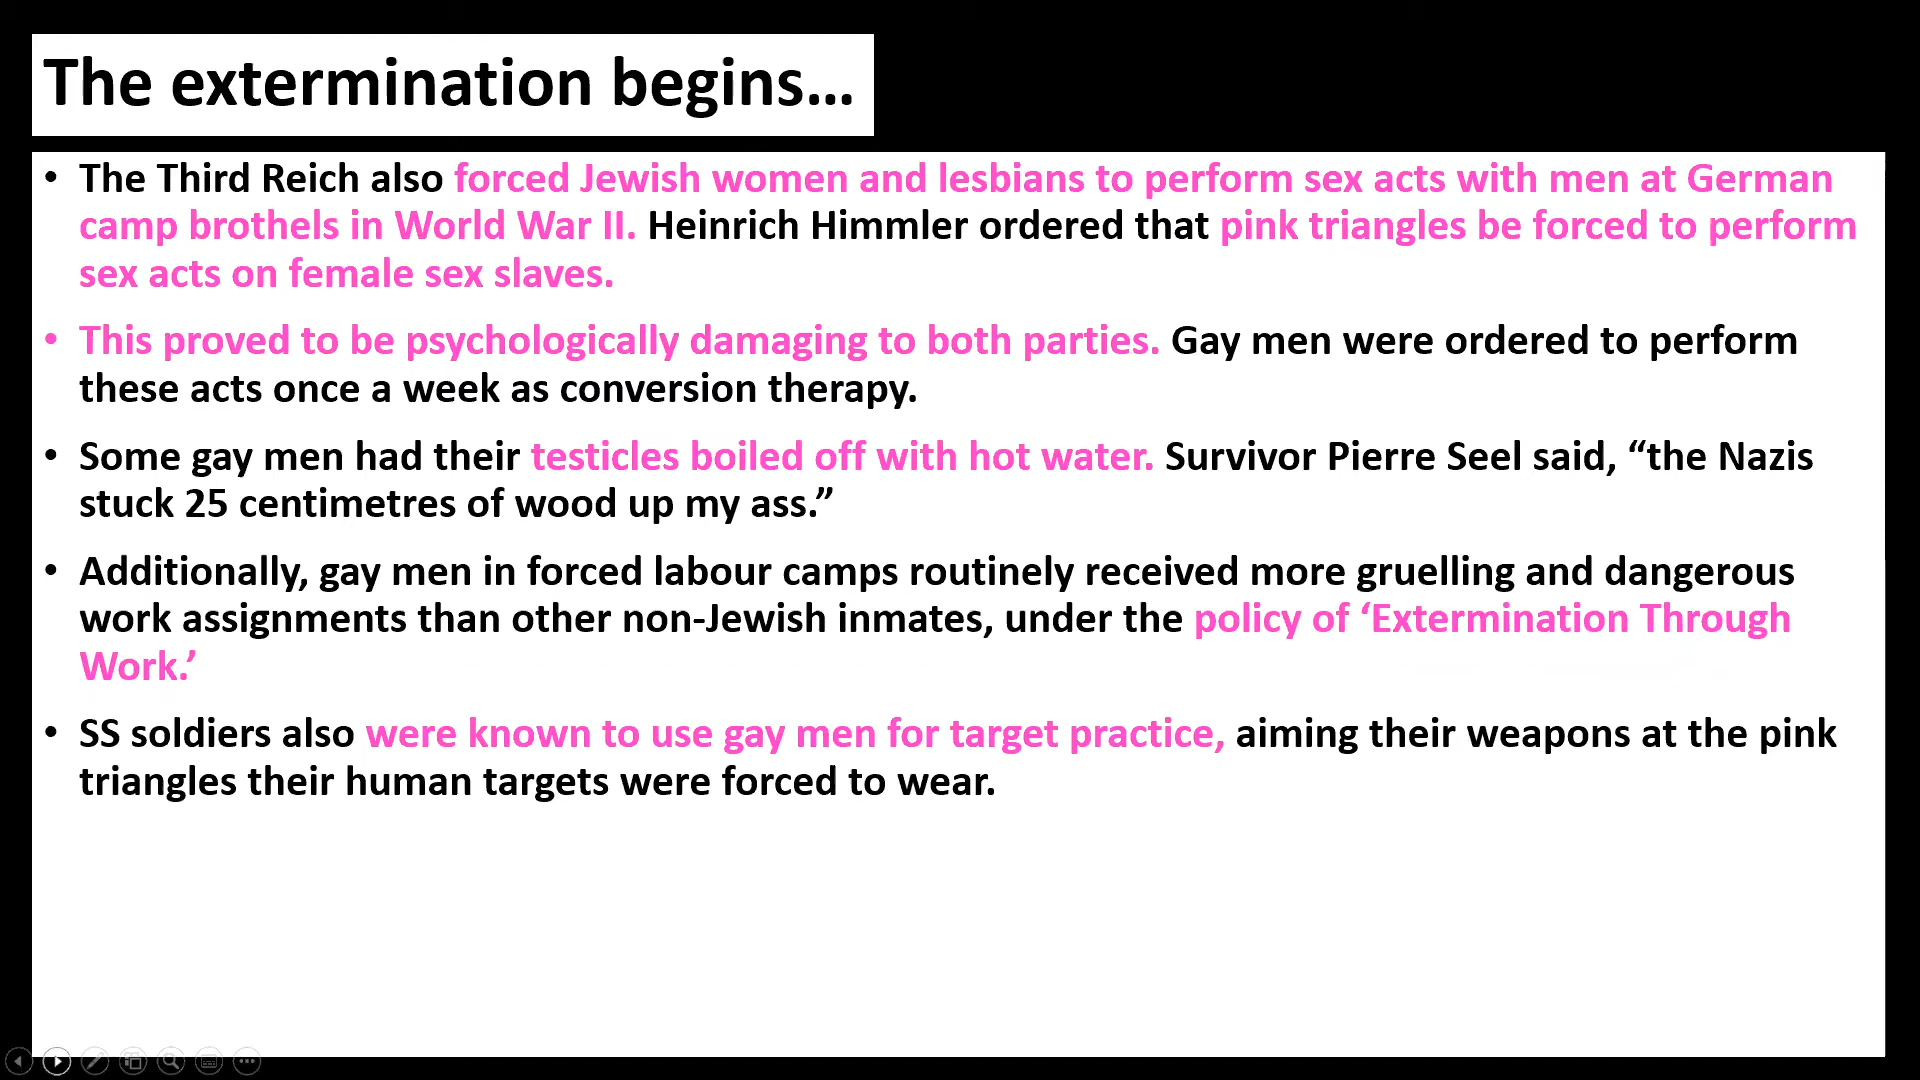 The extermination begins…
• The Third Reich also forced Jewish women and lesbians to perform sex acts with men at German
camp brothels in World War II. Heinrich Himmler ordered that pink triangles be forced to perform
sex acts on female sex slaves.
• This proved to be psychologically damaging to both parties. Gay men were ordered to perform
these acts once a week as conversion therapy.
• Some gay men had their testicles boiled off with hot water. Survivor Pierre Seel said, “the Nazis
stuck 25 centimetres of wood up my ass.”
• Additionally, gay men in forced labour camps routinely received more gruelling and dangerous
work assignments than other non-Jewish inmates, under the policy of ‘Extermination Through
Work.’
• SS soldiers also were known to use gay men for target practice, aiming their weapons at the pink
triangles their human targets were forced to wear.